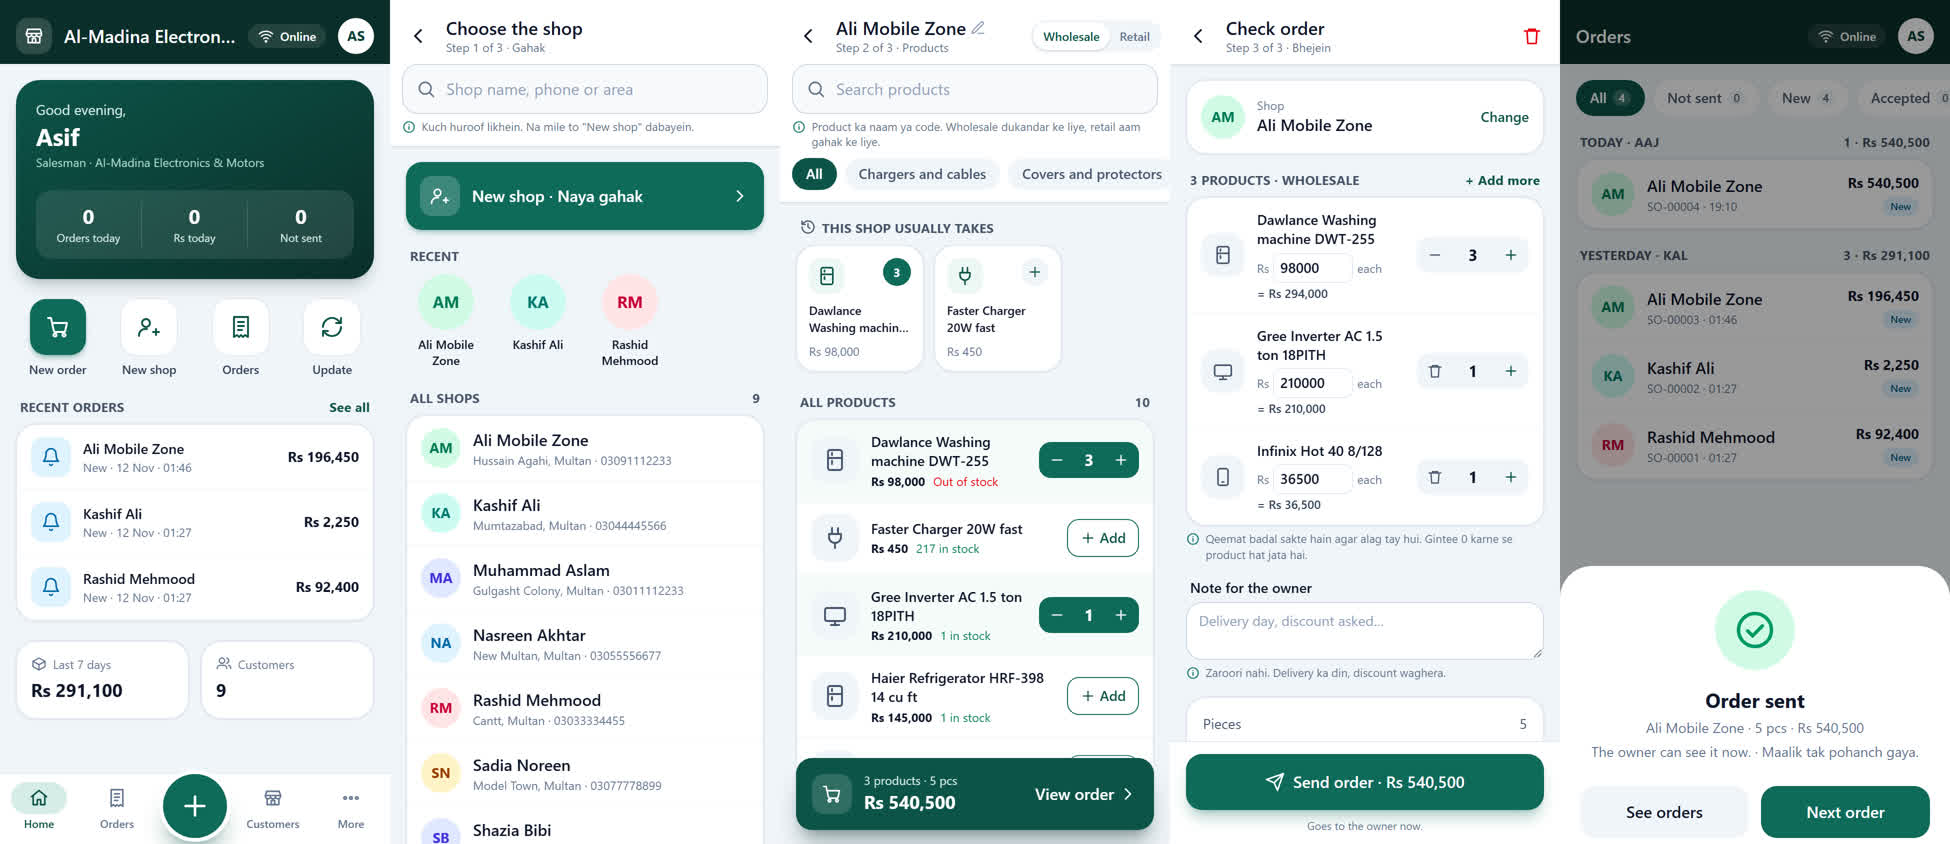 Al-Madina Electron...
Online
AS
Good evening,
Asif
Salesman · Al-Madina Electronics & Motors
0
Orders today
0
Rs today
0
Not sent
New order
New shop
Orders
Update
RECENT ORDERS
See all
Ali Mobile Zone
New · 12 Nov · 01:46
Rs 196,450
Kashif Ali
New · 12 Nov · 01:27
Rs 2,250
Rashid Mehmood
New · 12 Nov · 01:27
Rs 92,400
Last 7 days
Rs 291,100
Customers
9
Home
Orders
Customers
More
Choose the shop
Step 1 of 3 · Gahak
Shop name, phone or area
Kuch huroof likhein. Na mile to "New shop" dabayein.
New shop · Naya gahak
RECENT
AM
Ali Mobile
Zone
KA
Kashif Ali
RM
Rashid
Mehmood
ALL SHOPS
9
AM
Ali Mobile Zone
Hussain Agahi, Multan · 03091112233
KA
Kashif Ali
Mumtazabad, Multan · 03044445566
MA
Muhammad Aslam
Gulgasht Colony, Multan · 03011112233
NA
Nasreen Akhtar
New Multan, Multan · 03055556677
RM
Rashid Mehmood
Cantt, Multan · 03033334455
SN
Sadia Noreen
Model Town, Multan · 03077778899
SB
Shazia Bibi
Ali Mobile Zone
Step 2 of 3 · Products
Wholesale
Retail
Search products
Product ka naam ya code. Wholesale dukandar ke liye, retail aam
gahak ke liye.
All
Chargers and cables
Covers and protectors
THIS SHOP USUALLY TAKES
3
Dawlance
Washing machin...
Rs 98,000
Faster Charger
20W fast
Rs 450
ALL PRODUCTS
10
Dawlance Washing
machine DWT-255
Rs 98,000 Out of stock
3
Faster Charger 20W fast
Rs 450 217 in stock
+ Add
Gree Inverter AC 1.5 ton
18PITH
Rs 210,000 1 in stock
1
Haier Refrigerator HRF-398
14 cu ft
Rs 145,000 1 in stock
+ Add
3 products · 5 pcs
Rs 540,500
View order
Check order
Step 3 of 3 · Bhejein
AM
Shop
Ali Mobile Zone
Change
3 PRODUCTS · WHOLESALE
+ Add more
Dawlance Washing
machine DWT-255
Rs 98000 each
= Rs 294,000
3
Gree Inverter AC 1.5
ton 18PITH
Rs 210000 each
= Rs 210,000
1
Infinix Hot 40 8/128
Rs 36500 each
= Rs 36,500
1
Qeemat badal sakte hain agar alag tay hui. Gintee 0 karne se
product hat jata hai.
Note for the owner
Delivery day, discount asked...
Zaroori nahi. Delivery ka din, discount waghera.
Pieces
5
Send order · Rs 540,500
Goes to the owner now.
Orders
Online
AS
All 4
Not sent 0
New 4
Accepted 0
TODAY · AAJ
1 · Rs 540,500
AM
Ali Mobile Zone
SO-00004 · 19:10
Rs 540,500
New
YESTERDAY · KAL
3 · Rs 291,100
AM
Ali Mobile Zone
SO-00003 · 01:46
Rs 196,450
New
KA
Kashif Ali
SO-00002 · 01:27
Rs 2,250
New
RM
Rashid Mehmood
SO-00001 · 01:27
Rs 92,400
New
Order sent
Ali Mobile Zone · 5 pcs · Rs 540,500
The owner can see it now. · Maalik tak pohanch gaya.
See orders
Next order